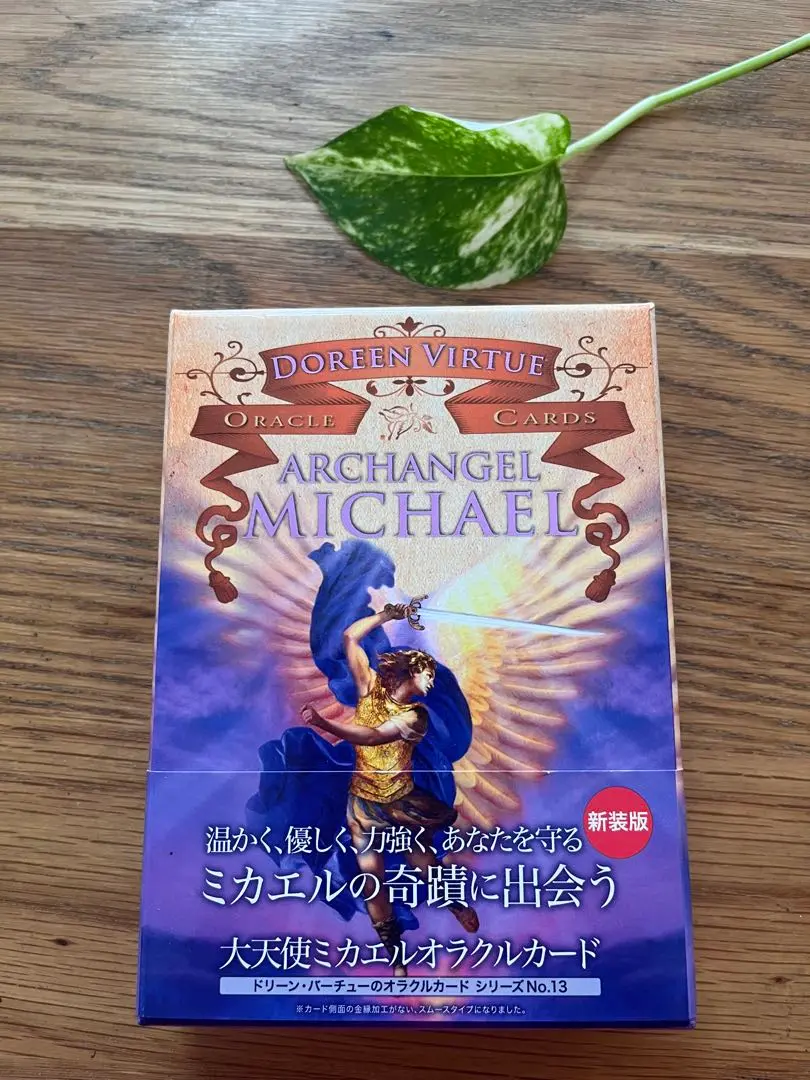 DOREEN VIRTUE
ORACLE CARDS
ARCHANGEL
MICHAEL
新装版
温かく、優しく、力強く、あなたを守る
ミカエルの奇蹟に出会う
大天使ミカエルオラクルカード
ドリーン・バーチューのオラクルカード シリーズNo.13
※カード側面の金縁加工がない、スムースタイプになりました。